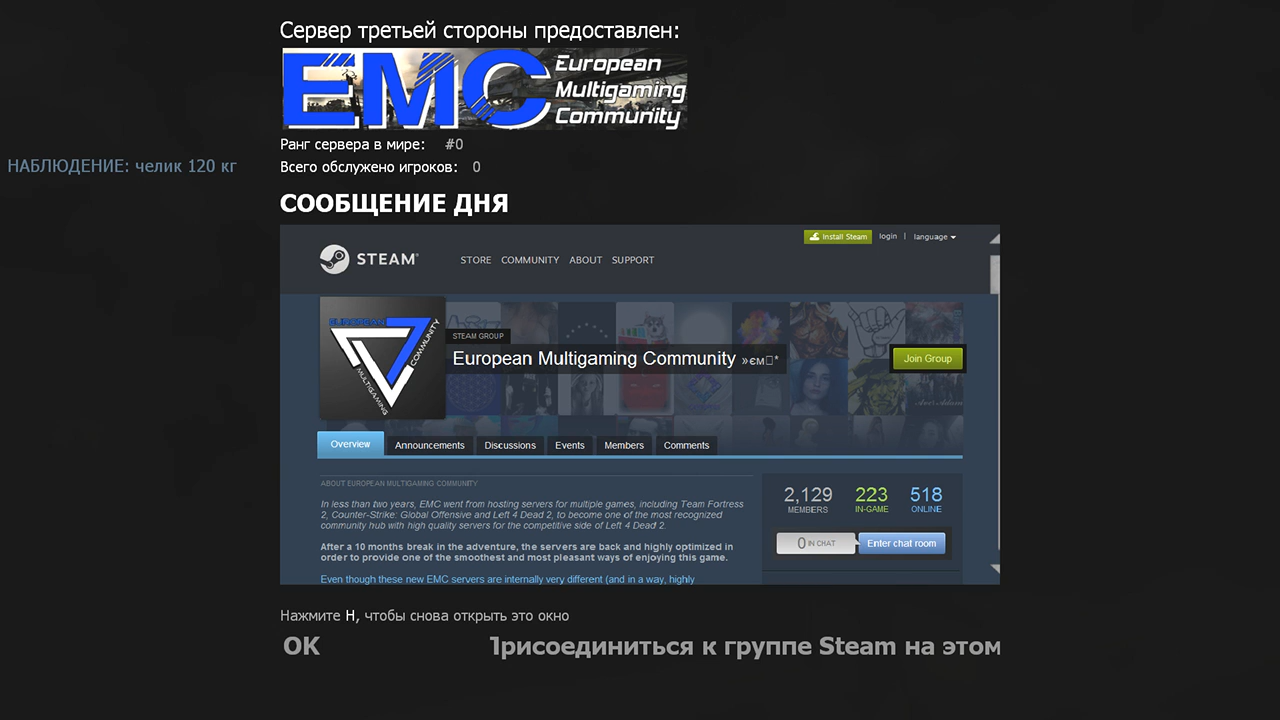 Сервер третьей стороны предоставлен:
EMC European
Multigaming
Community
Ранг сервера в мире: #0
НАБЛЮДЕНИЕ: челик 120 кг
Всего обслужено игроков: 0
СООБЩЕНИЕ ДНЯ
Install Steam login | language
STEAM® STORE COMMUNITY ABOUT SUPPORT
EUROPEAN
COMMUNITY
MULTIGAMING
STEAM GROUP
European Multigaming Community »ємﾛ*
Join Group
Overview Announcements Discussions Events Members Comments
ABOUT EUROPEAN MULTIGAMING COMMUNITY
2,129 223 518
MEMBERS IN-GAME ONLINE
In less than two years, EMC went from hosting servers for multiple games, including Team Fortress
2, Counter-Strike: Global Offensive and Left 4 Dead 2, to become one of the most recognized
community hub with high quality servers for the competitive side of Left 4 Dead 2.
0 IN CHAT Enter chat room
After a 10 months break in the adventure, the servers are back and highly optimized in
order to provide one of the smoothest and most pleasant ways of enjoying this game.
Even though these new EMC servers are internally very different (and in a way, highly
Нажмите H, чтобы снова открыть это окно
OK Присоединиться к группе Steam на этом